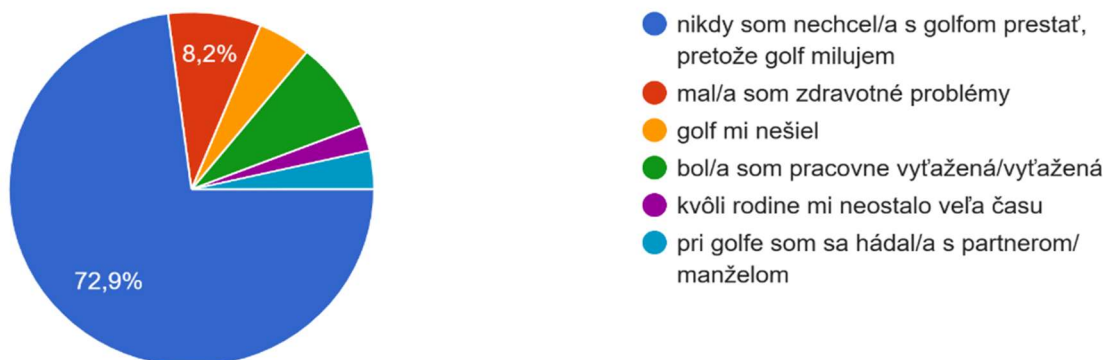 8,2%
72,9%
nikdy som nechcel/a s golfom prestať,
pretože golf milujem
mal/a som zdravotné problémy
golf mi nešiel
bol/a som pracovne vyťažená/vyťažená
kvôli rodine mi neostalo veľa času
pri golfe som sa hádal/a s partnerom/
manželom